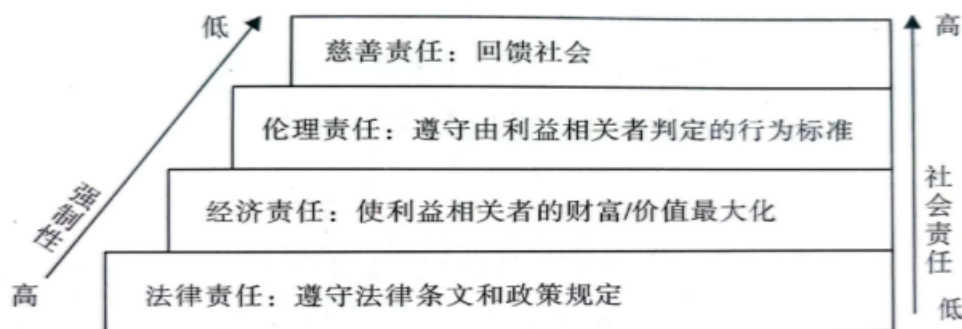 低
高
慈善责任：回馈社会
伦理责任：遵守由利益相关者判定的行为标准
强制性
社会责任
经济责任：使利益相关者的财富/价值最大化
高
法律责任：遵守法律条文和政策规定
低